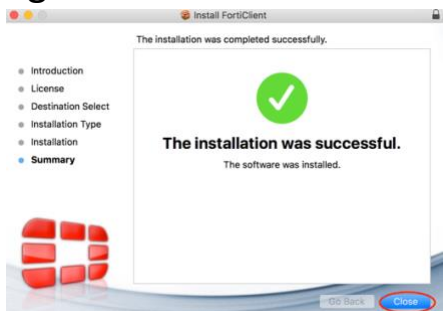 Install FortiClient
The installation was completed successfully.
Introduction
License
Destination Select
Installation Type
Installation
Summary
The installation was successful.
The software was installed.
Go Back
Close